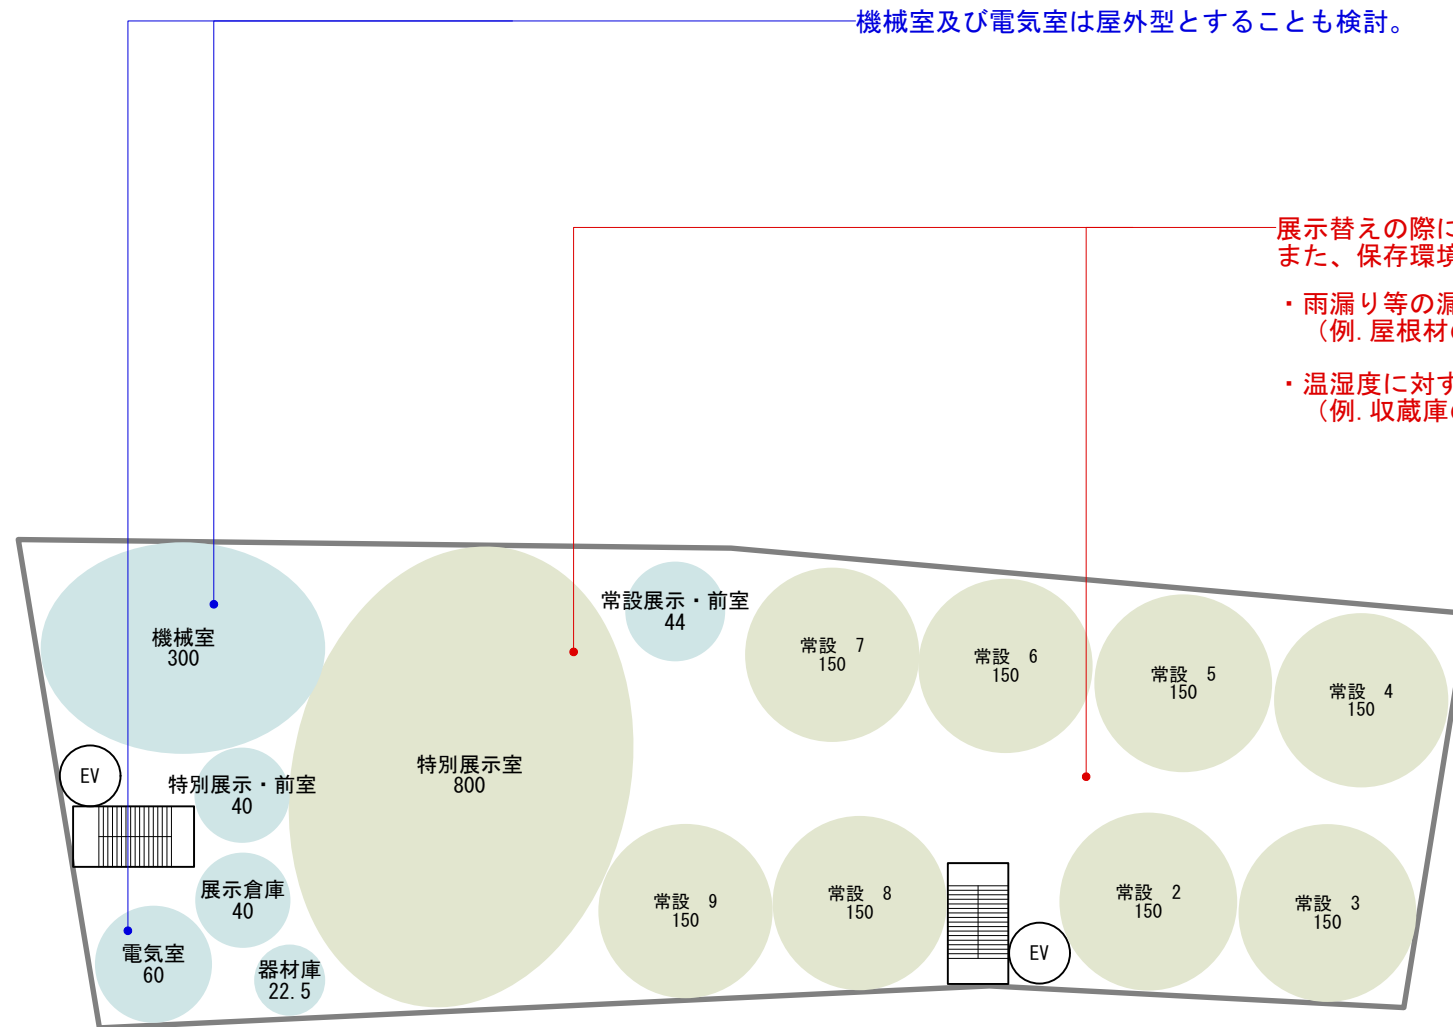 機械室及び電気室は屋外型とすることも検討。
展示替えの際に
また、保存環境
・雨漏り等の漏
（例.屋根材
・温湿度に対す
（例.収蔵庫
常設展示・前室
44
機械室
300
常設 7
150
常設 6
150
常設 5
150
常設 4
150
EV
特別展示・前室
40
特別展示室
800
展示倉庫
40
電気室
60
器材庫
22.5
常設 9
150
常設 8
150
EV
常設 2
150
常設 3
150